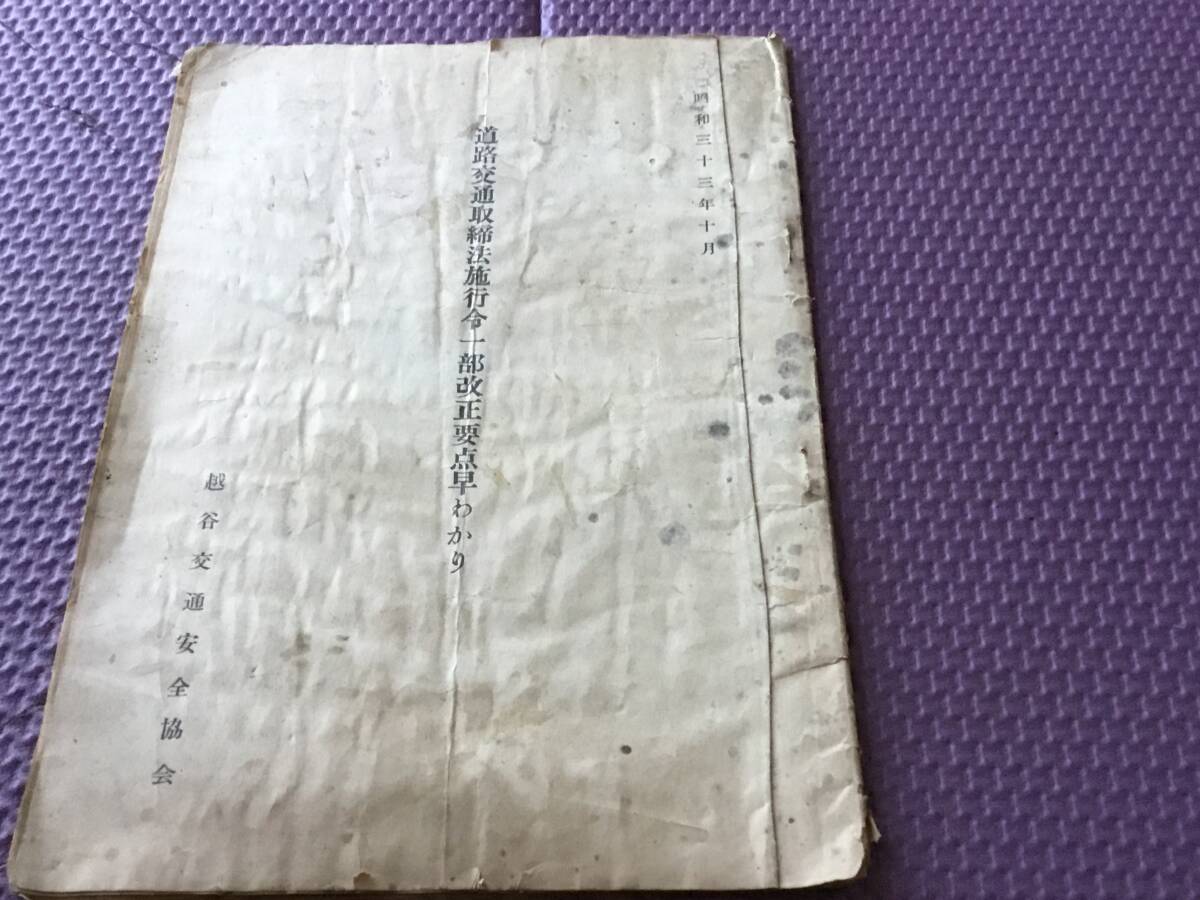 昭和三十三年十月
道路交通取締法施行令一部改正要点早わかり
越谷交通安全協会